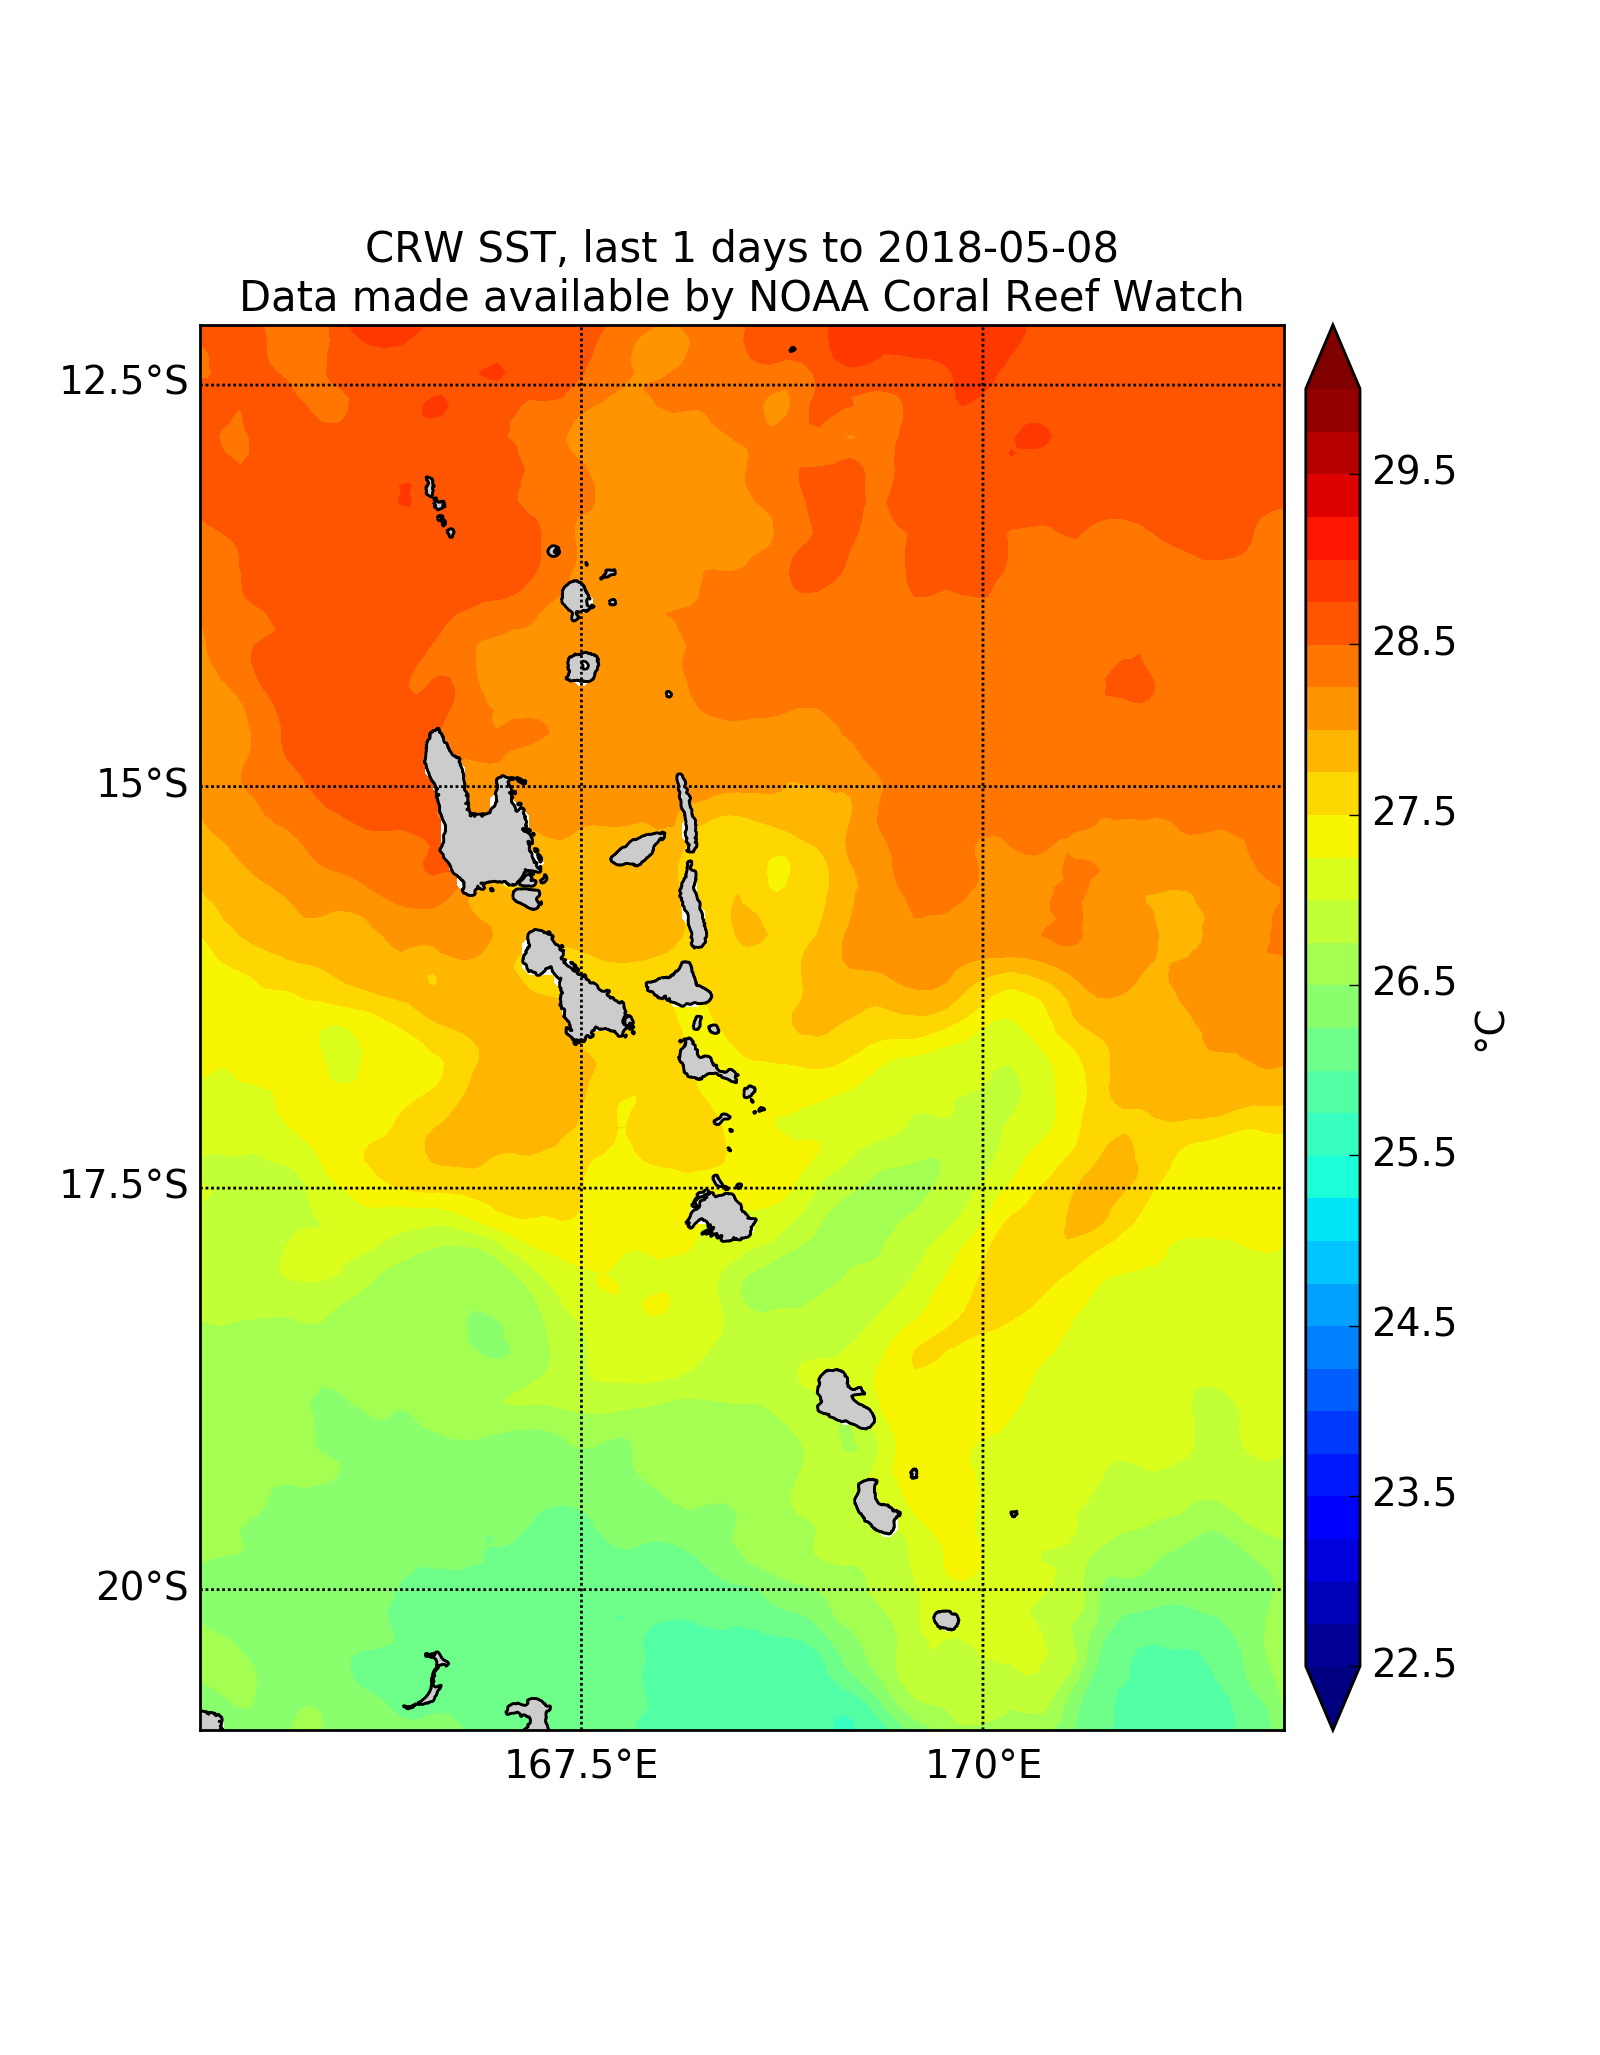 CRW SST, last 1 days to 2018-05-08
Data made available by NOAA Coral Reef Watch
12.5°S
15°S
17.5°S
20°S
167.5°E
170°E
29.5
28.5
27.5
26.5
25.5
24.5
23.5
22.5
°C